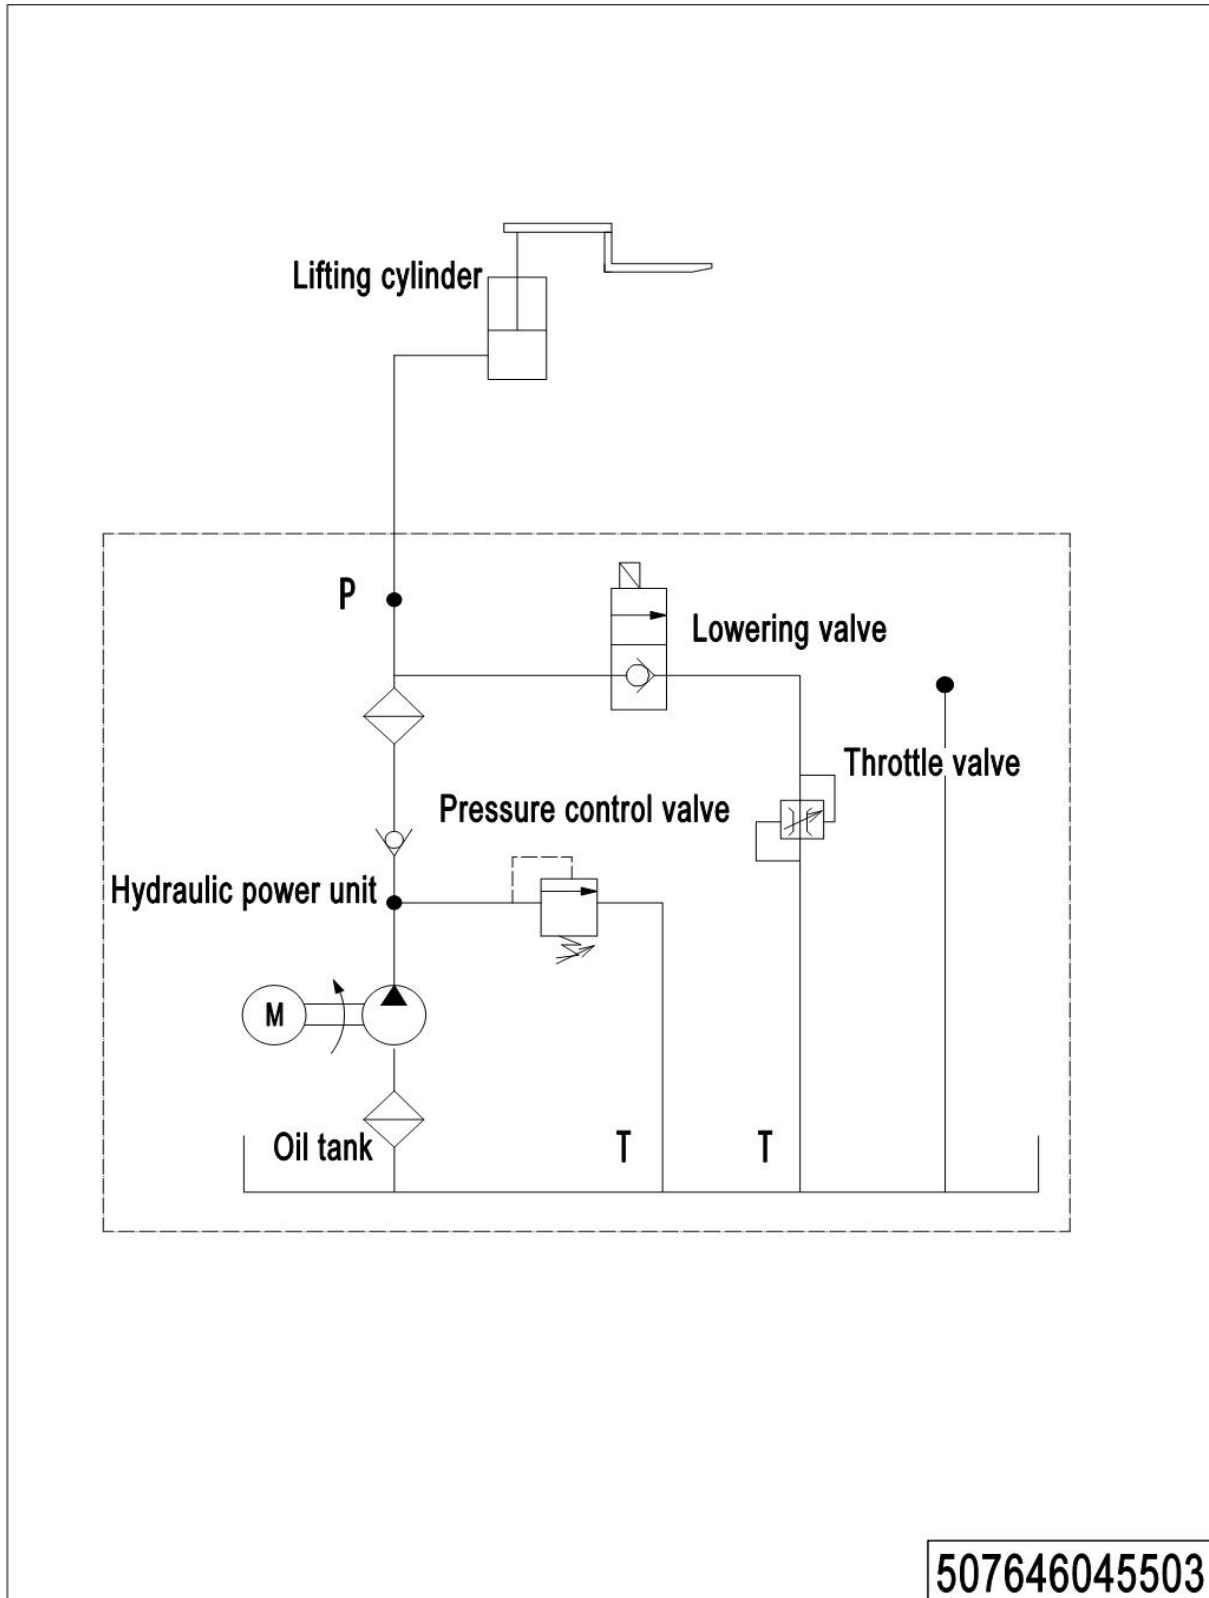 Lifting cylinder
P
Lowering valve
Throttle valve
Pressure control valve
Hydraulic power unit
M
Oil tank
T
T
507646045503